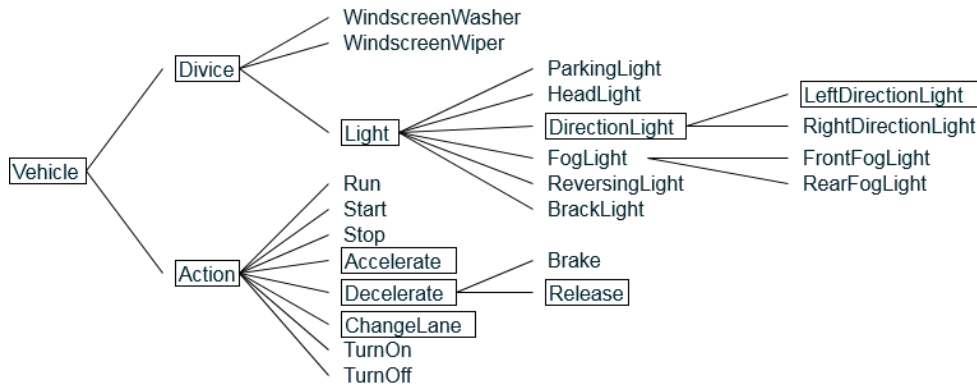 WindscreenWasher
WindscreenWiper
Divice
ParkingLight
HeadLight
LeftDirectionLight
Light
DirectionLight
RightDirectionLight
Vehicle
FogLight
FrontFogLight
Run
ReversingLight
RearFogLight
Start
BrackLight
Stop
Action
Accelerate
Brake
Decelerate
Release
ChangeLane
TurnOn
TurnOff